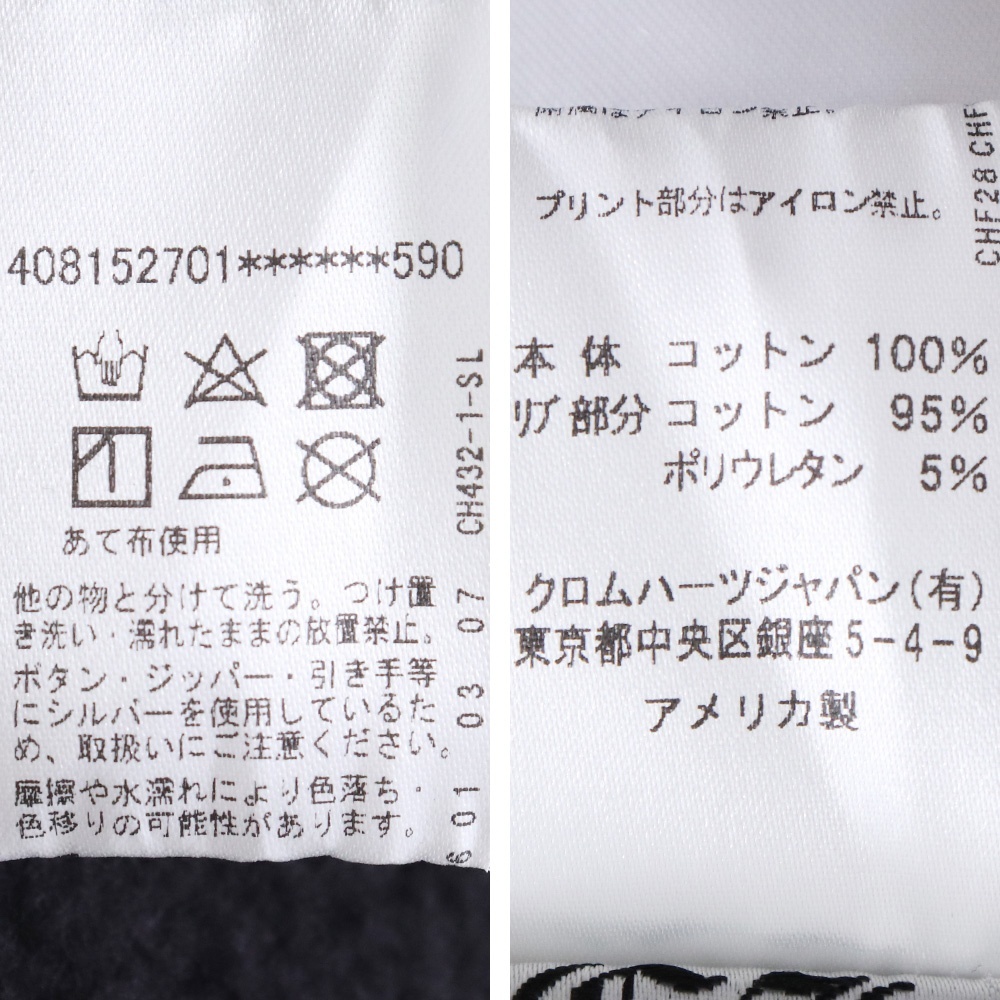 408152701******590
あて布使用
他の物と分けて洗う。つけ置
き洗い・濡れたままの放置禁止。
ボタン・ジッパー・引き手等
にシルバーを使用しているた
め、取扱いにご注意ください。
摩擦や水濡れにより色落ち・
色移りの可能性があります。
01 03 07 CH432-1-SL
プリント部分はアイロン禁止。
CHF28 CHF
本体 コットン 100%
リブ部分 コットン 95%
ポリウレタン 5%
クロムハーツジャパン(有)
東京都中央区銀座5-4-9
アメリカ製